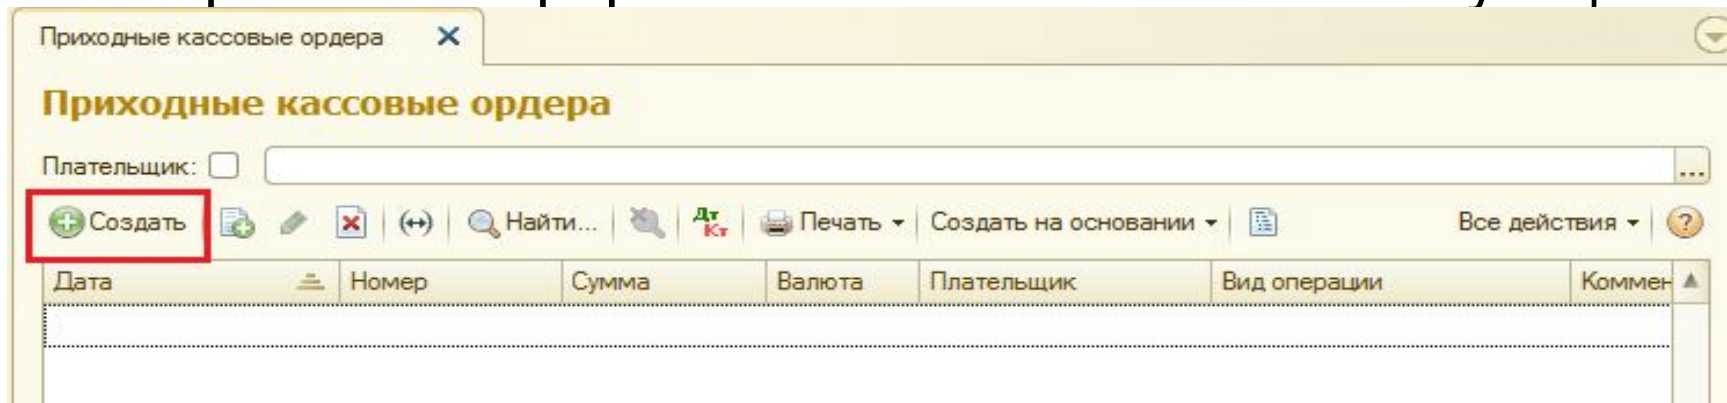 Приходные кассовые ордера
Приходные кассовые ордера
Плательщик: ...
Создать Найти... Дт Кт Печать Создать на основании Все действия ?
Дата Номер Сумма Валюта Плательщик Вид операции Коммен